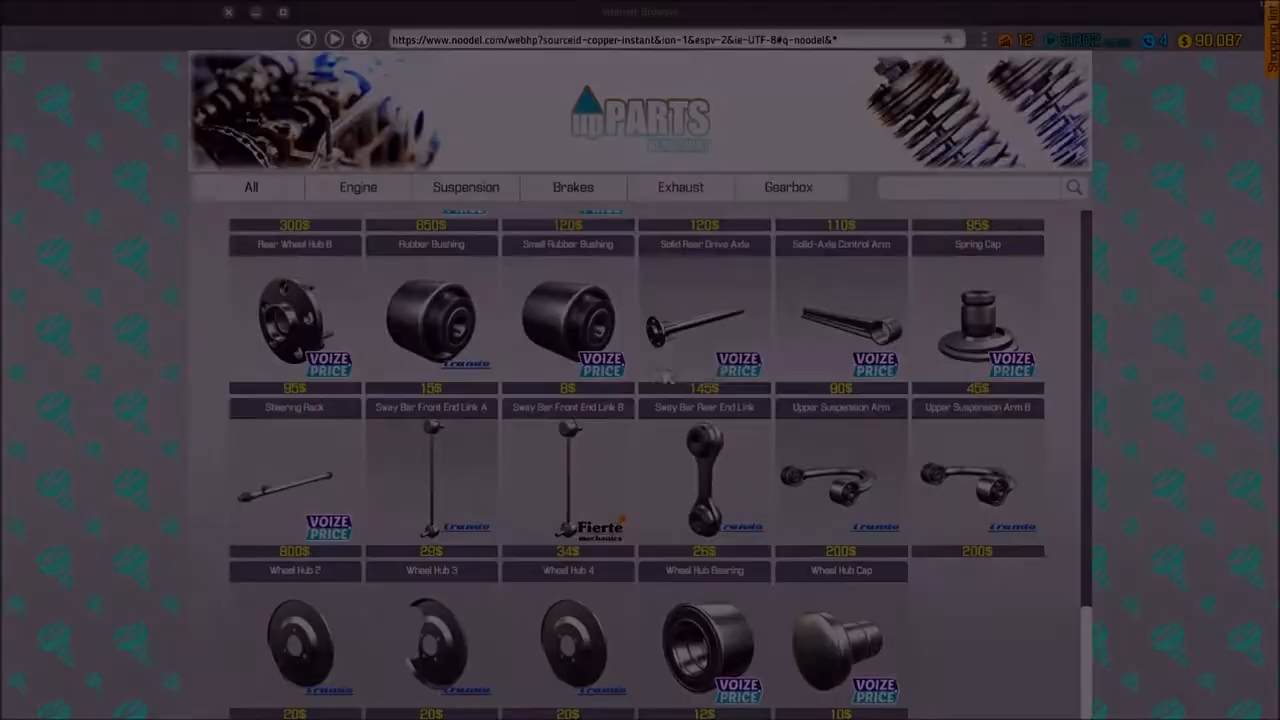 Internet Browser
https://www.noodel.com/webhp?sourceid-copper-instant&ion-1&espv-2&ie-UTF-8#q-noodel&*
12
4
90,087
upPARTS
All Engine Suspension Brakes Exhaust Gearbox
300$ 650$ 120$ 120$ 110$ 95$
Rear Wheel Hub B Rubber Bushing Small Rubber Bushing Solid Rear Drive Axle Solid-Axle Control Arm Spring Cap
VOIZE PRICE VOIZE PRICE VOIZE PRICE VOIZE PRICE VOIZE PRICE
95$ 15$ 8$ 145$ 90$ 45$
Steering Rack Sway Bar Front End Link A Sway Bar Front End Link B Sway Bar Rear End Link Upper Suspension Arm Upper Suspension Arm B
VOIZE PRICE Fierte mechanics
800$ 29$ 34$ 26$ 200$ 200$
Wheel Hub 2 Wheel Hub 3 Wheel Hub 4 Wheel Hub Bearing Wheel Hub Cap
VOIZE PRICE VOIZE PRICE
20$ 20$ 20$ 12$ 10$